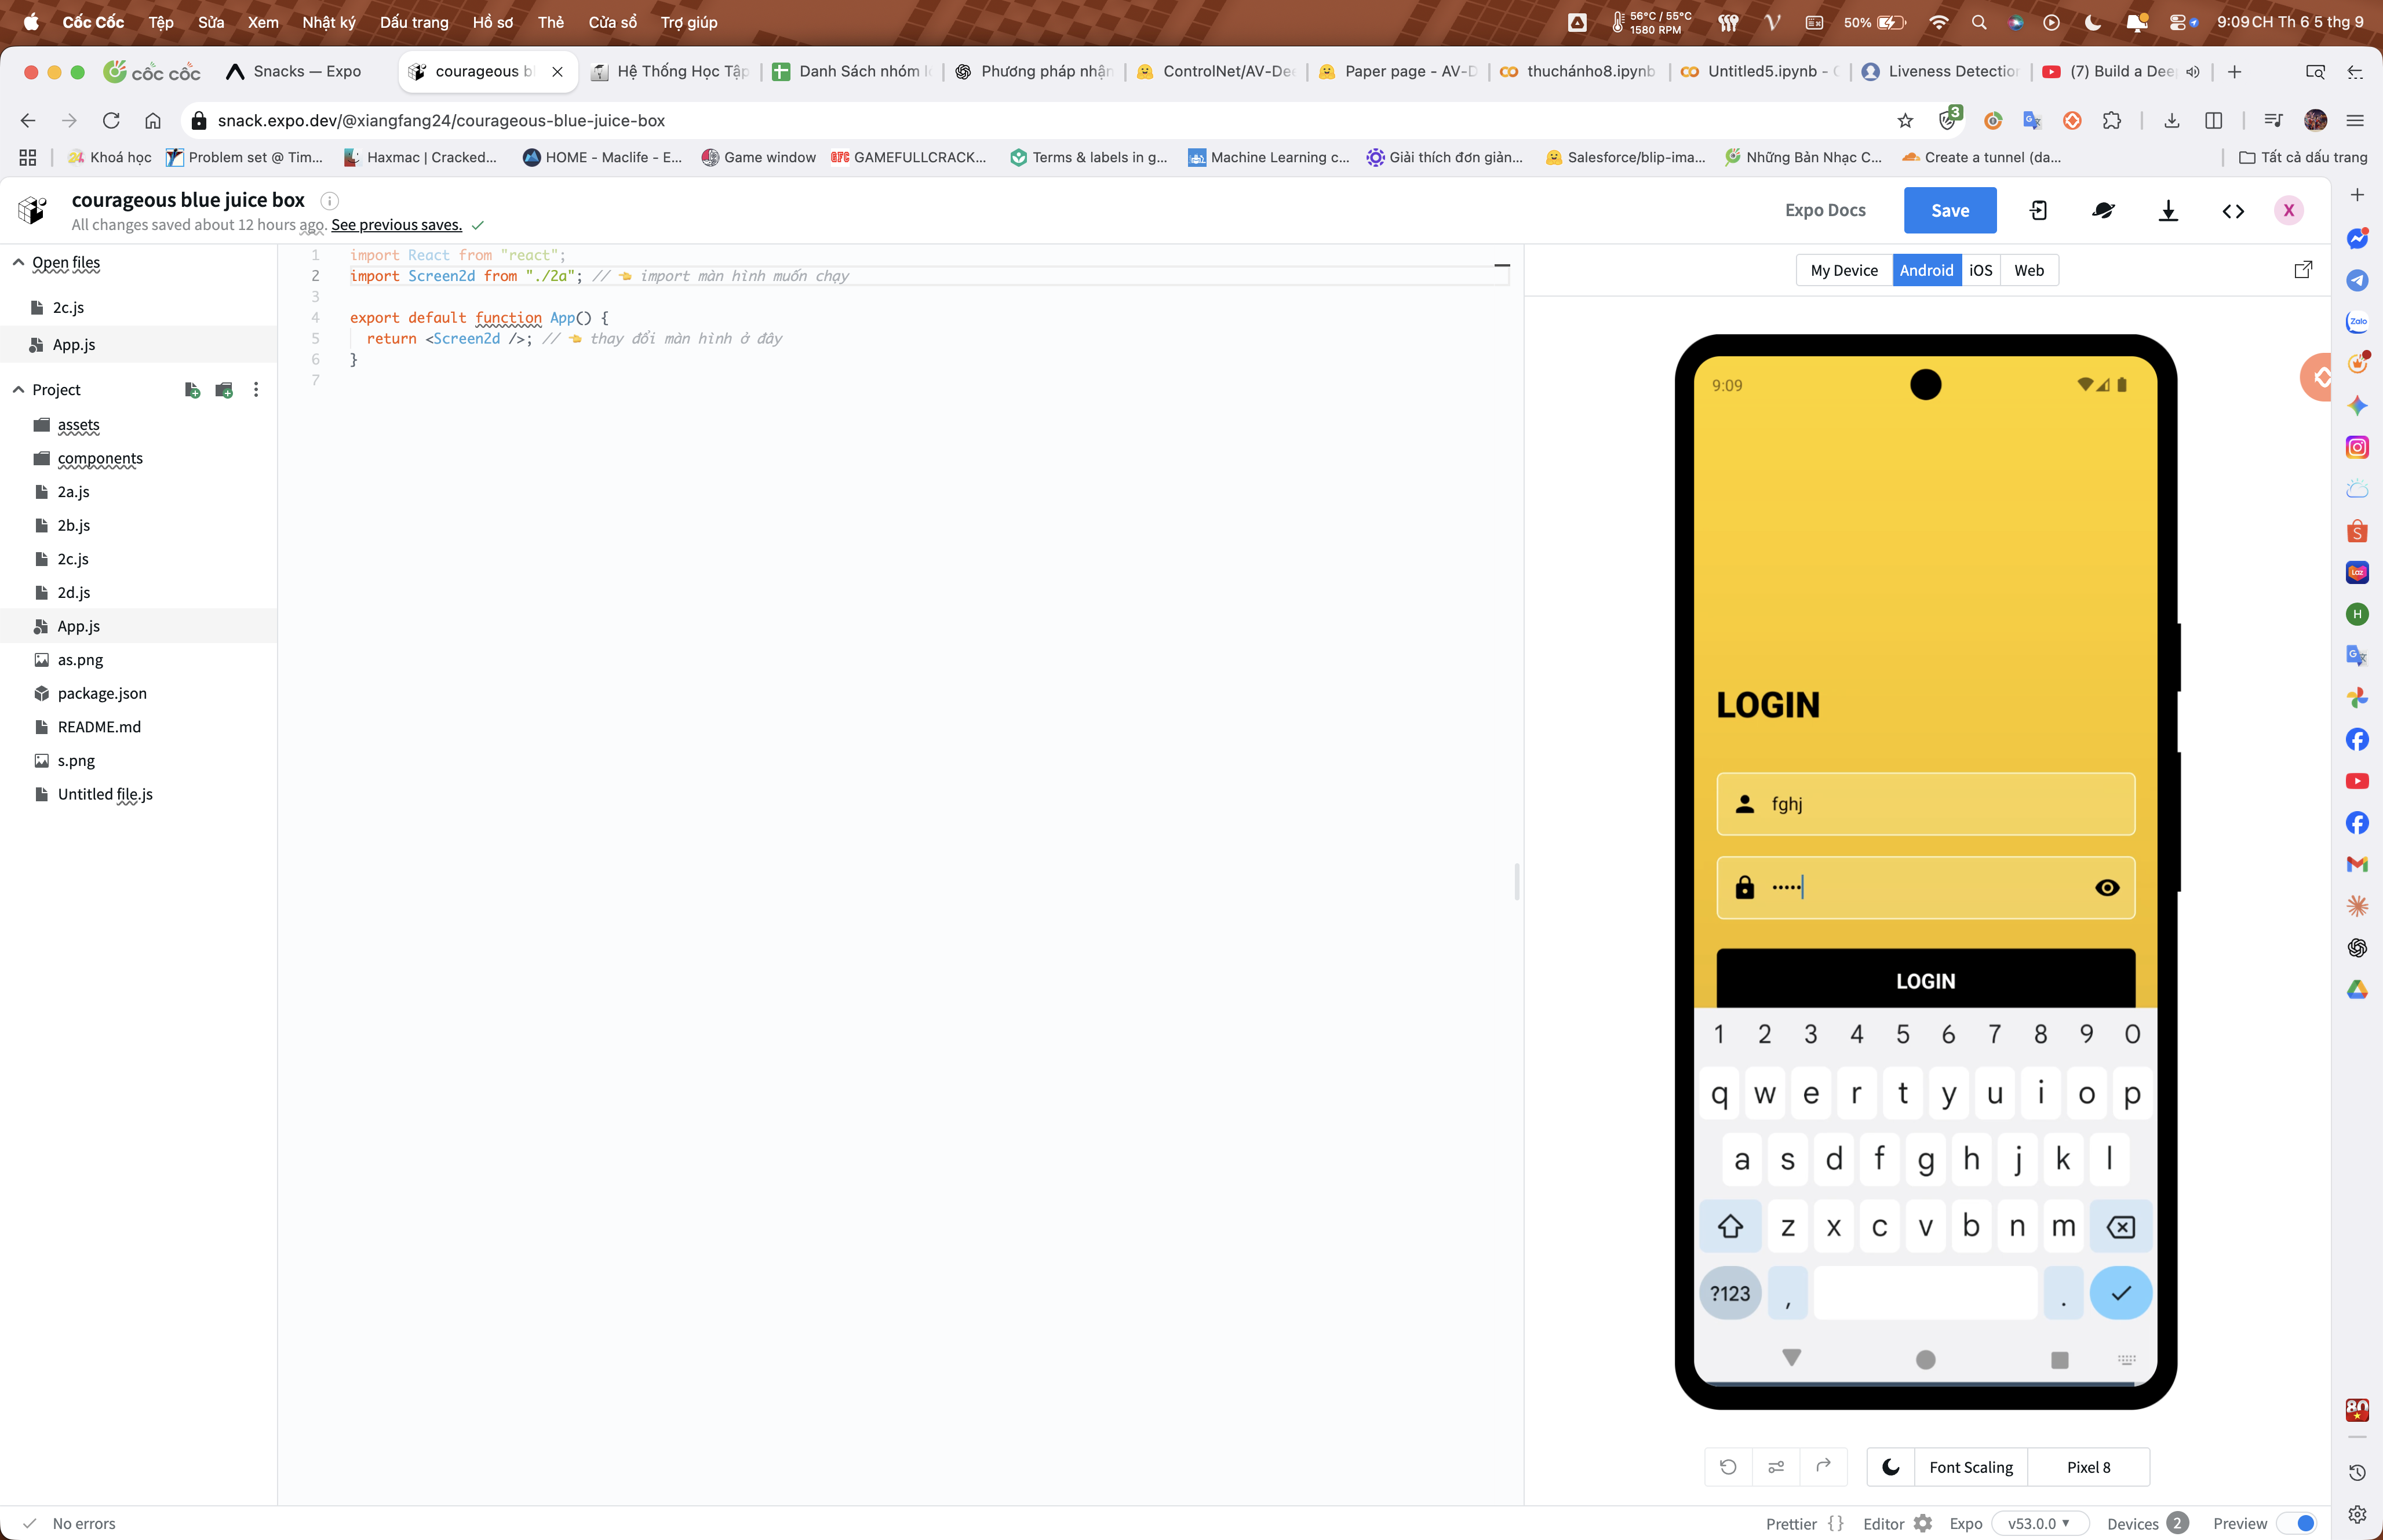 Cốc Cốc Tệp Sửa Xem Nhật ký Dấu trang Hồ sơ Thẻ Cửa sổ Trợ giúp 56°C / 55°C 1580 RPM 50% 9:09 CH Th 6 5 thg 9
cốc cốc Snacks — Expo courageous b Hệ Thống Học Tập Danh Sách nhóm Phương pháp nhận ControlNet/AV-Dee Paper page - AV-D thuchánho8.ipynb Untitled5.ipynb - Liveness Detection (7) Build a Dee
snack.expo.dev/@xiangfang24/courageous-blue-juice-box 3
Khoá học Problem set @ Tim... Haxmac | Cracked... HOME - Maclife - E... Game window GAMEFULLCRACK... Terms & labels in g... Machine Learning c... Giải thích đơn giản... Salesforce/blip-ima... Những Bản Nhạc C... Create a tunnel (da... Tất cả dấu trang
courageous blue juice box
All changes saved about 12 hours ago. See previous saves.
Expo Docs Save X
Open files
2c.js
App.js
Project
assets
components
2a.js
2b.js
2c.js
2d.js
App.js
as.png
package.json
README.md
s.png
Untitled file.js
1 import React from "react";
2 import Screen2d from "./2a"; // 👈 import màn hình muốn chạy
3
4 export default function App() {
5 return <Screen2d />; // 👈 thay đổi màn hình ở đây
6 }
7
My Device Android iOS Web
9:09
LOGIN
fghj
•••••
LOGIN
1 2 3 4 5 6 7 8 9 0
q w e r t y u i o p
a s d f g h j k l
z x c v b n m
?123 , .
Font Scaling Pixel 8
Zalo
Laz
H
80
No errors
Prettier {} Editor Expo v53.0.0 Devices 2 Preview